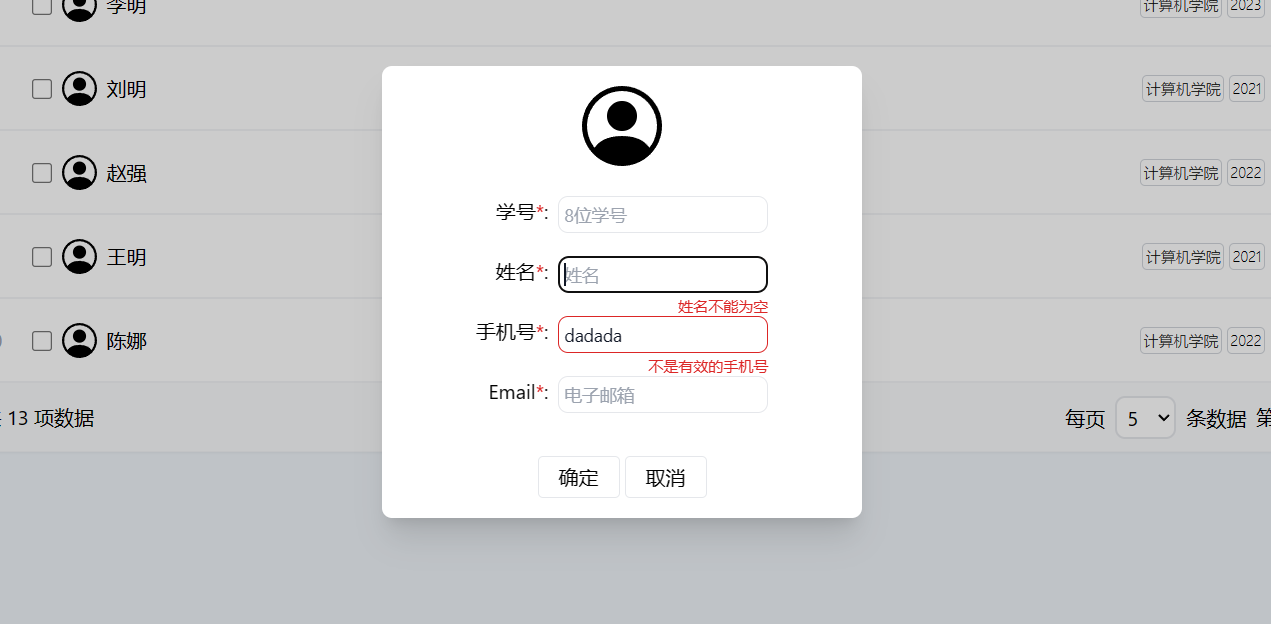 李明 计算机学院 2023
刘明 计算机学院 2021
赵强 计算机学院 2022
王明 计算机学院 2021
陈娜 计算机学院 2022
13 项数据 每页 5 条数据 第
学号*: 8位学号
姓名*: 姓名
姓名不能为空
手机号*: dadada
不是有效的手机号
Email*: 电子邮箱
确定 取消